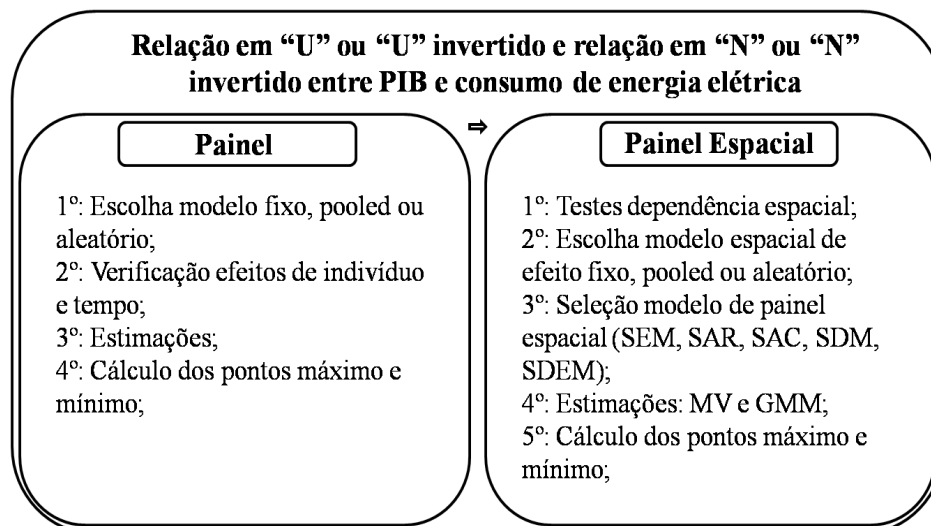 Relação em “U” ou “U” invertido e relação em “N” ou “N”
invertido entre PIB e consumo de energia elétrica
Painel
1º: Escolha modelo fixo, pooled ou
aleatório;
2º: Verificação efeitos de indivíduo
e tempo;
3º: Estimações;
4º: Cálculo dos pontos máximo e
mínimo;
⇨
Painel Espacial
1º: Testes dependência espacial;
2º: Escolha modelo espacial de
efeito fixo, pooled ou aleatório;
3º: Seleção modelo de painel
espacial (SEM, SAR, SAC, SDM,
SDEM);
4º: Estimações: MV e GMM;
5º: Cálculo dos pontos máximo e
mínimo;